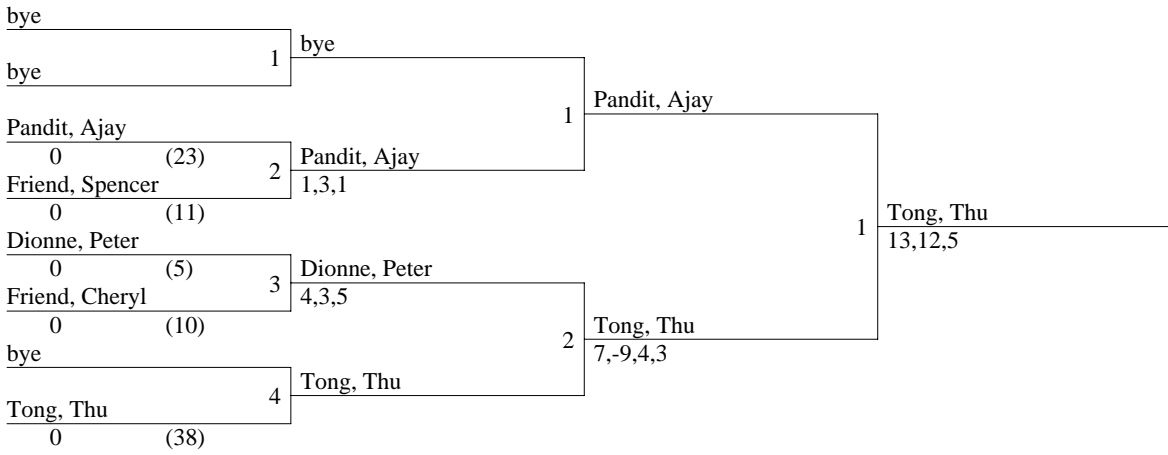 bye
1
bye
bye
Pandit, Ajay
0 (23)
2
Friend, Spencer
0 (11)
Pandit, Ajay
1,3,1
1
Pandit, Ajay
Dionne, Peter
0 (5)
3
Friend, Cheryl
0 (10)
Dionne, Peter
4,3,5
bye
4
Tong, Thu
0 (38)
Tong, Thu
2
Tong, Thu
7,-9,4,3
1
Tong, Thu
13,12,5